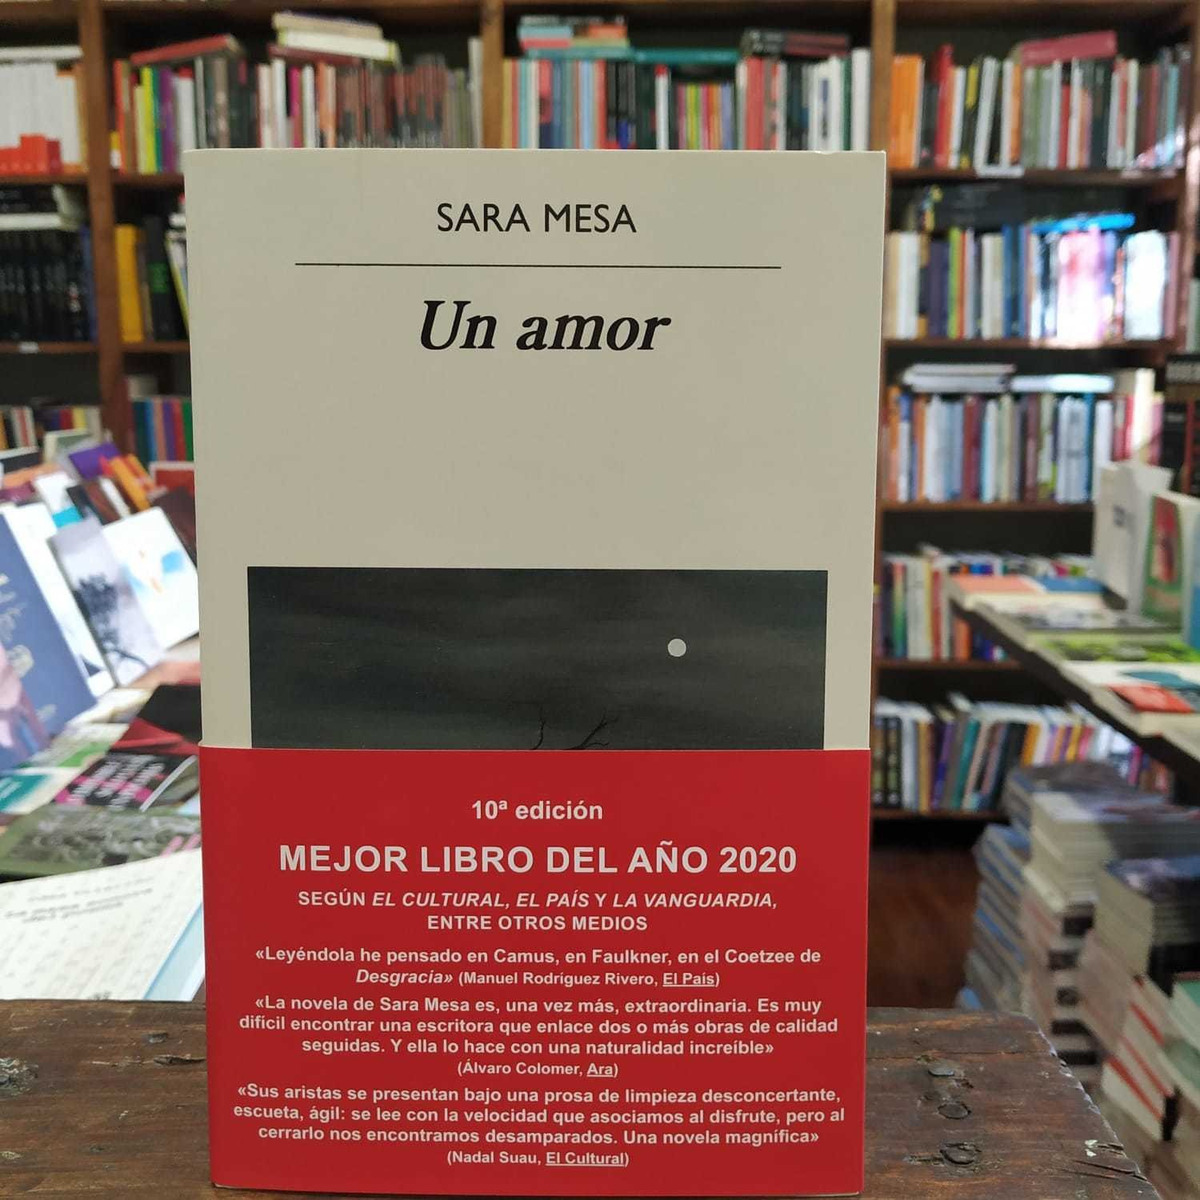 SARA MESA
Un amor
10ª edición
MEJOR LIBRO DEL AÑO 2020
SEGÚN EL CULTURAL, EL PAÍS Y LA VANGUARDIA,
ENTRE OTROS MEDIOS
«Leyéndola he pensado en Camus, en Faulkner, en el Coetzee de
Desgracia» (Manuel Rodríguez Rivero, El País)
«La novela de Sara Mesa es, una vez más, extraordinaria. Es muy
difícil encontrar una escritora que enlace dos o más obras de calidad
seguidas. Y ella lo hace con una naturalidad increíble»
(Álvaro Colomer, Ara)
«Sus aristas se presentan bajo una prosa de limpieza desconcertante,
escueta, ágil: se lee con la velocidad que asociamos al disfrute, pero al
cerrarlo nos encontramos desamparados. Una novela magnífica»
(Nadal Suau, El Cultural)